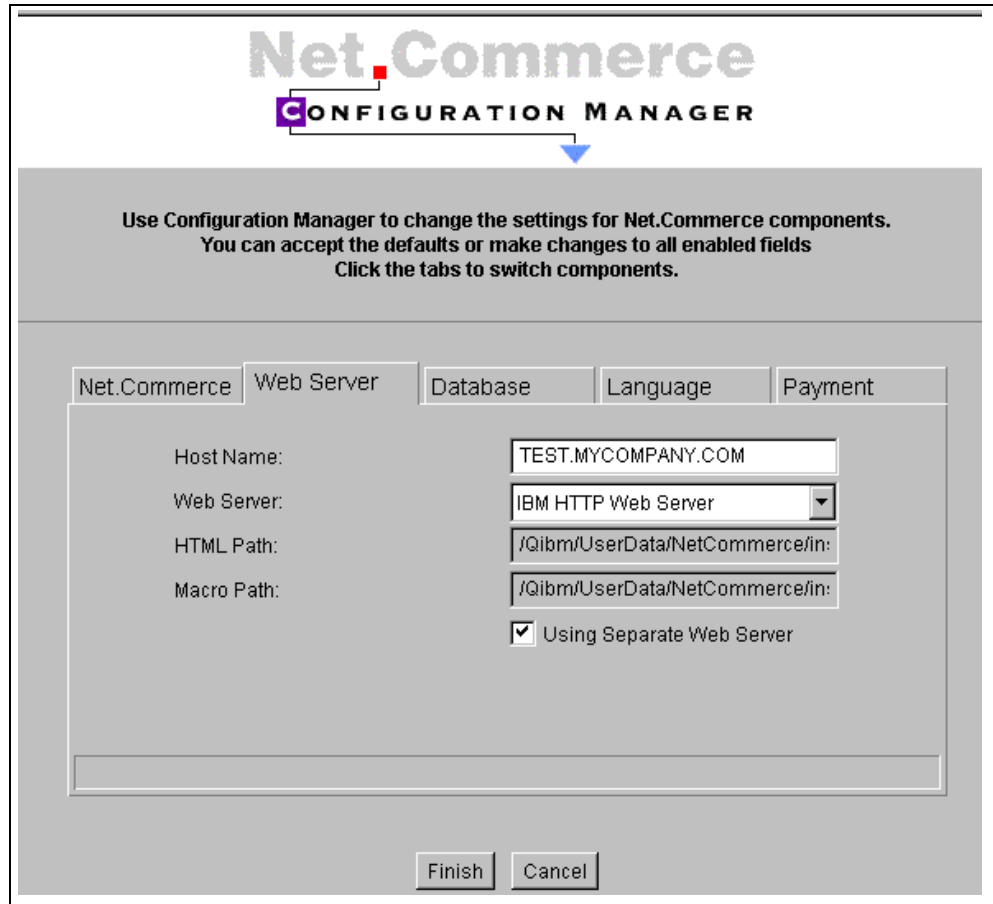 Net.Commerce
CONFIGURATION MANAGER
Use Configuration Manager to change the settings for Net.Commerce components.
You can accept the defaults or make changes to all enabled fields
Click the tabs to switch components.
Net.Commerce Web Server Database Language Payment
Host Name: TEST.MYCOMPANY.COM
Web Server: IBM HTTP Web Server
HTML Path: /Qibm/UserData/NetCommerce/in
Macro Path: /Qibm/UserData/NetCommerce/in
Using Separate Web Server
Finish Cancel